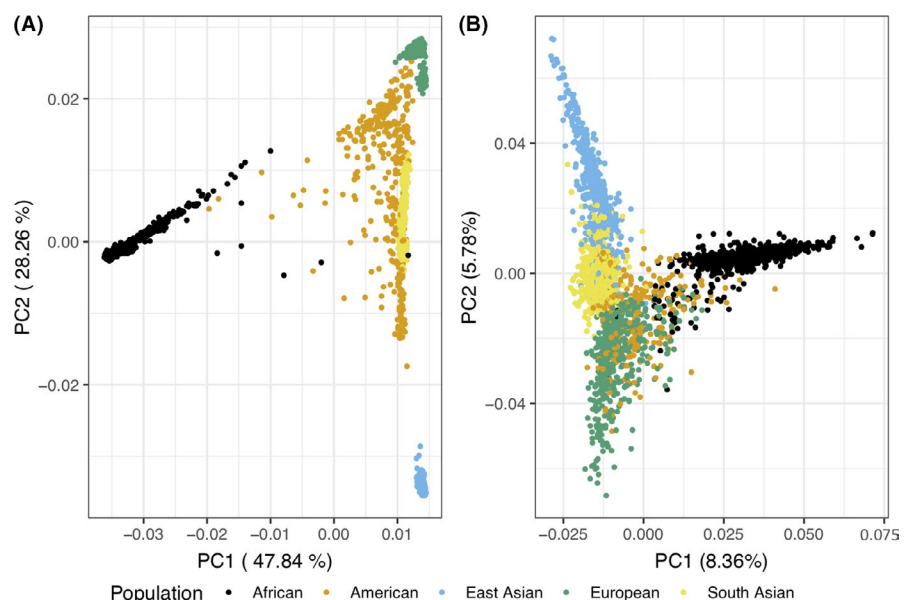 (A)
(B)
PC2 ( 28.26 %)
0.02
0.00
−0.02
−0.03
−0.02
−0.01
0.00
0.01
PC1 ( 47.84 %)
PC2 (5.78%)
0.04
0.00
−0.04
−0.025
0.000
0.025
0.050
0.075
PC1 (8.36%)
Population African American East Asian European South Asian